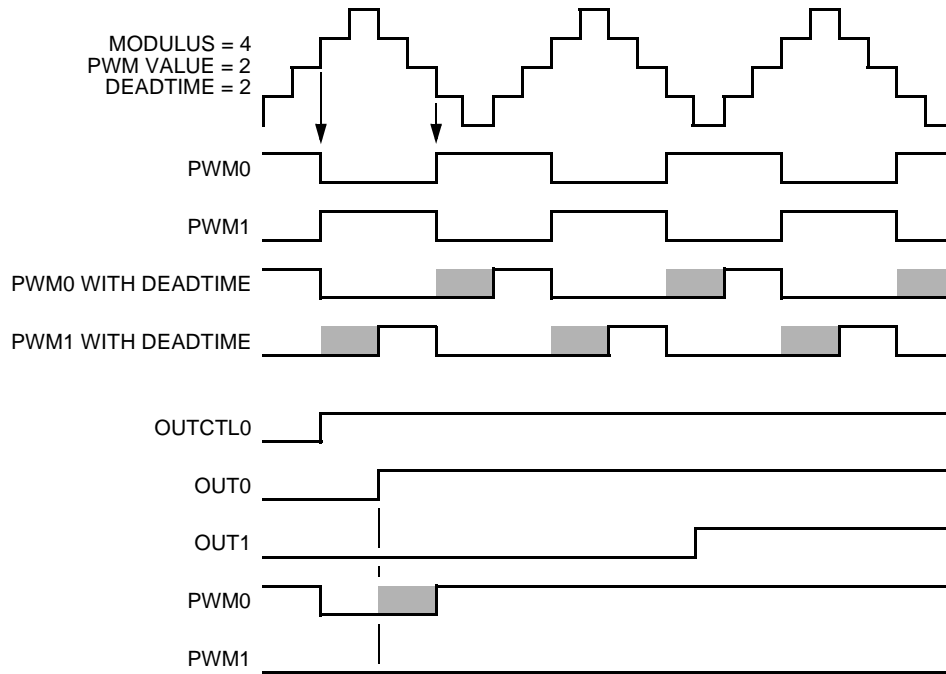 MODULUS = 4
PWM VALUE = 2
DEADTIME = 2
PWM0
PWM1
PWM0 WITH DEADTIME
PWM1 WITH DEADTIME
OUTCTL0
OUT0
OUT1
PWM0
PWM1